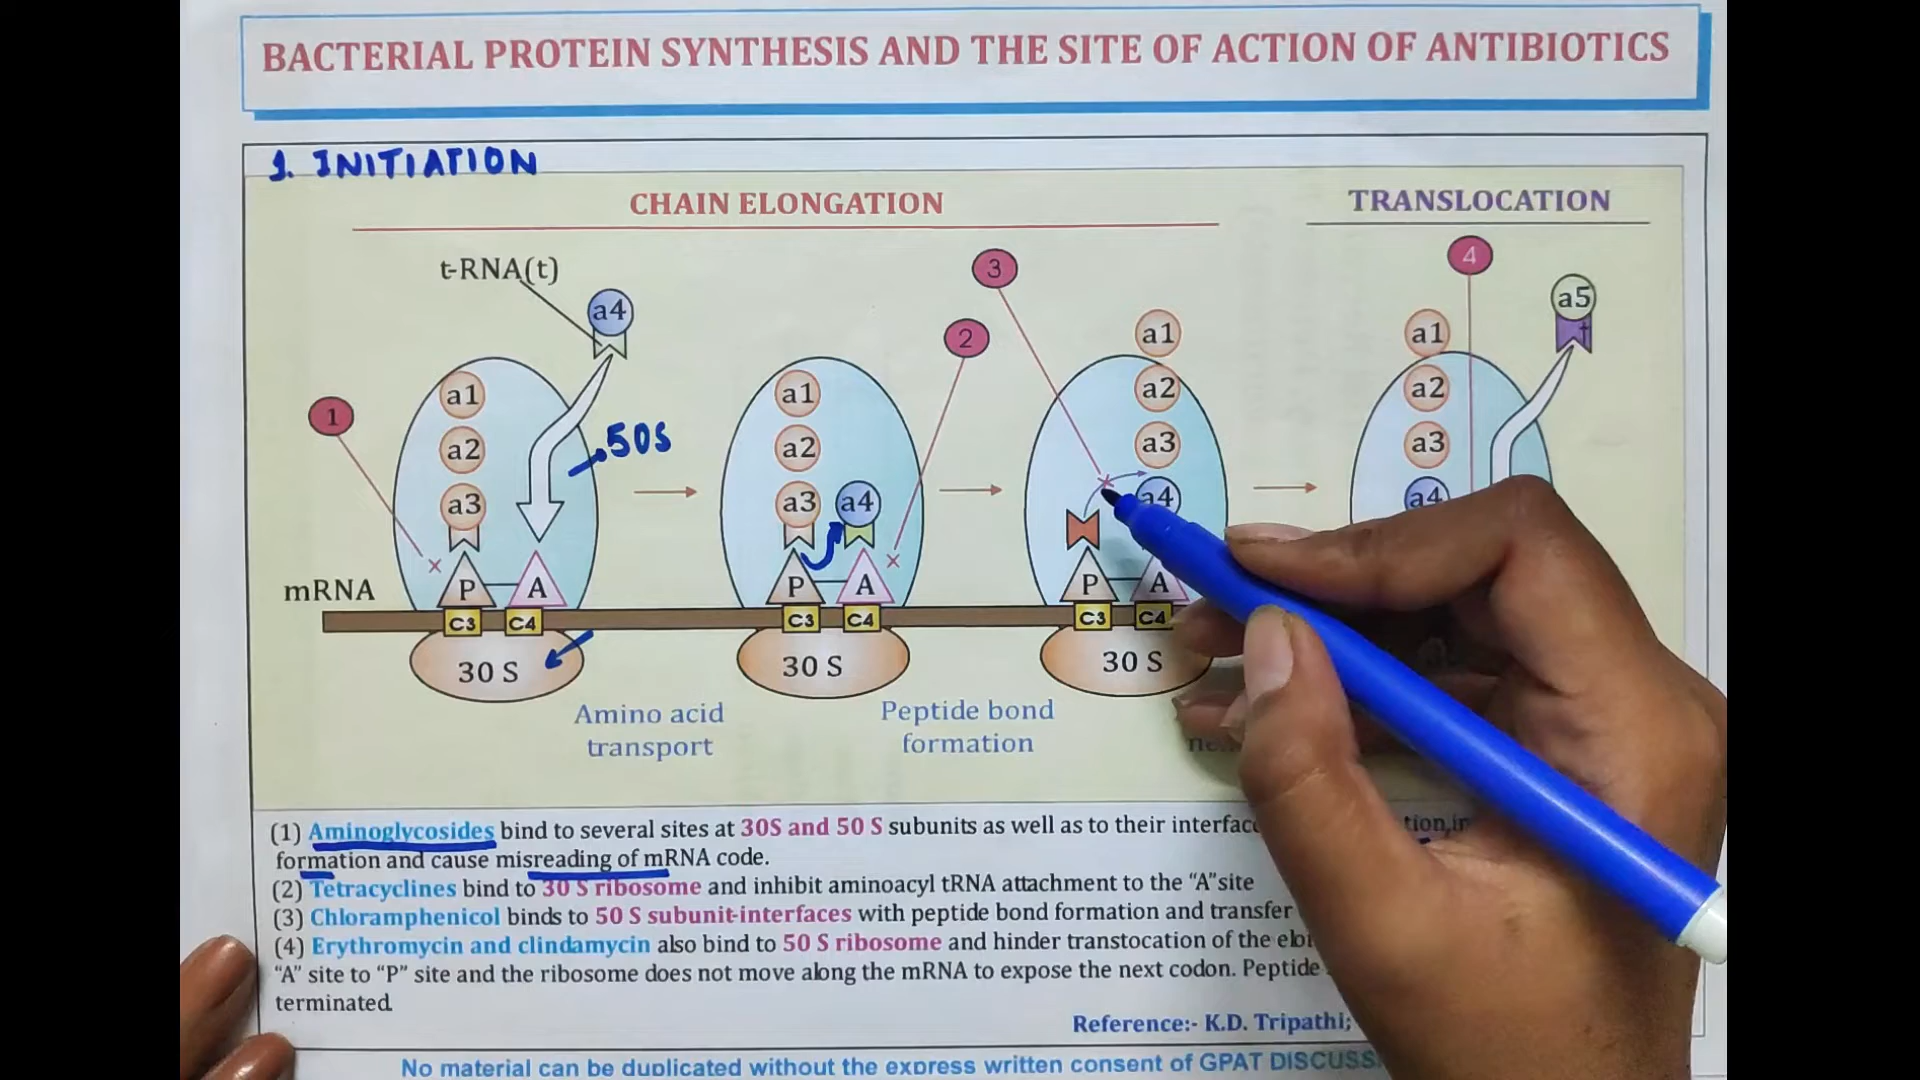 BACTERIAL PROTEIN SYNTHESIS AND THE SITE OF ACTION OF ANTIBIOTICS
1. INITIATION
CHAIN ELONGATION
TRANSLOCATION
t-RNA(t)
a4
1
a1
a2
a3
50S
mRNA
P
A
C3
C4
30 S
Amino acid
transport
2
a1
a2
a3
a4
P
A
C3
C4
30 S
Peptide bond
formation
3
a1
a2
a3
a4
P
A
C3
C4
30 S
4
a5
t
a1
a2
a3
a4
(1) Aminoglycosides bind to several sites at 30S and 50 S subunits as well as to their interface
formation and cause misreading of mRNA code.
(2) Tetracyclines bind to 30 S ribosome and inhibit aminoacyl tRNA attachment to the “A”site
(3) Chloramphenicol binds to 50 S subunit-interfaces with peptide bond formation and transfer
(4) Erythromycin and clindamycin also bind to 50 S ribosome and hinder transtocation of the
“A” site to “P” site and the ribosome does not move along the mRNA to expose the next codon. Peptide
terminated.
Reference:- K.D. Tripathi;
No material can be duplicated without the express written consent of GPAT